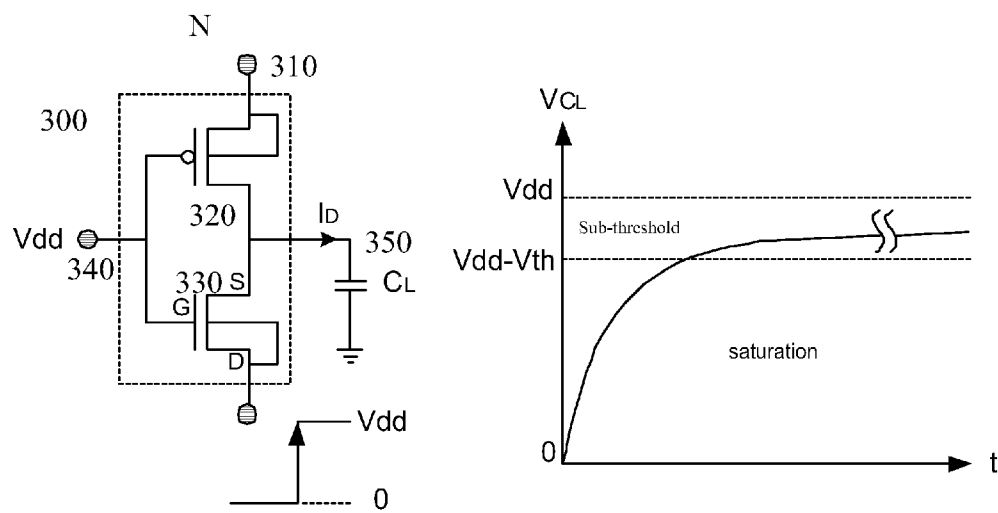 N
310
300
320
ID
Vdd
340
350
330
S
CL
G
D
Vdd
0
VCL
Vdd
Sub-threshold
Vdd-Vth
saturation
0
t